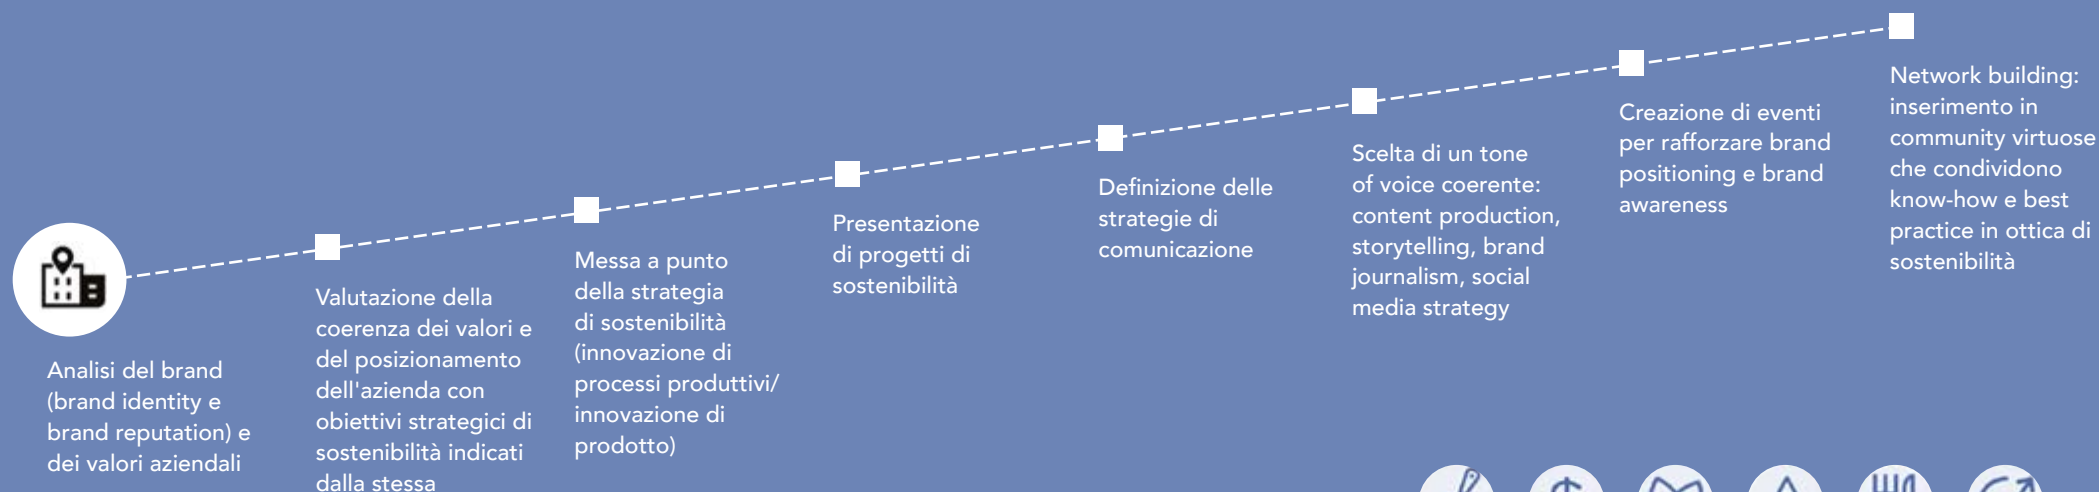 Analisi del brand
(brand identity e
brand reputation) e
dei valori aziendali
Valutazione della
coerenza dei valori e
del posizionamento
dell'azienda con
obiettivi strategici di
sostenibilità indicati
dalla stessa
Messa a punto
della strategia
di sostenibilità
(innovazione di
processi produttivi/
innovazione di
prodotto)
Presentazione
di progetti di
sostenibilità
Definizione delle
strategie di
comunicazione
Scelta di un tone
of voice coerente:
content production,
storytelling, brand
journalism, social
media strategy
Creazione di eventi
per rafforzare brand
positioning e brand
awareness
Network building:
inserimento in
community virtuose
che condividono
know-how e best
practice in ottica di
sostenibilità